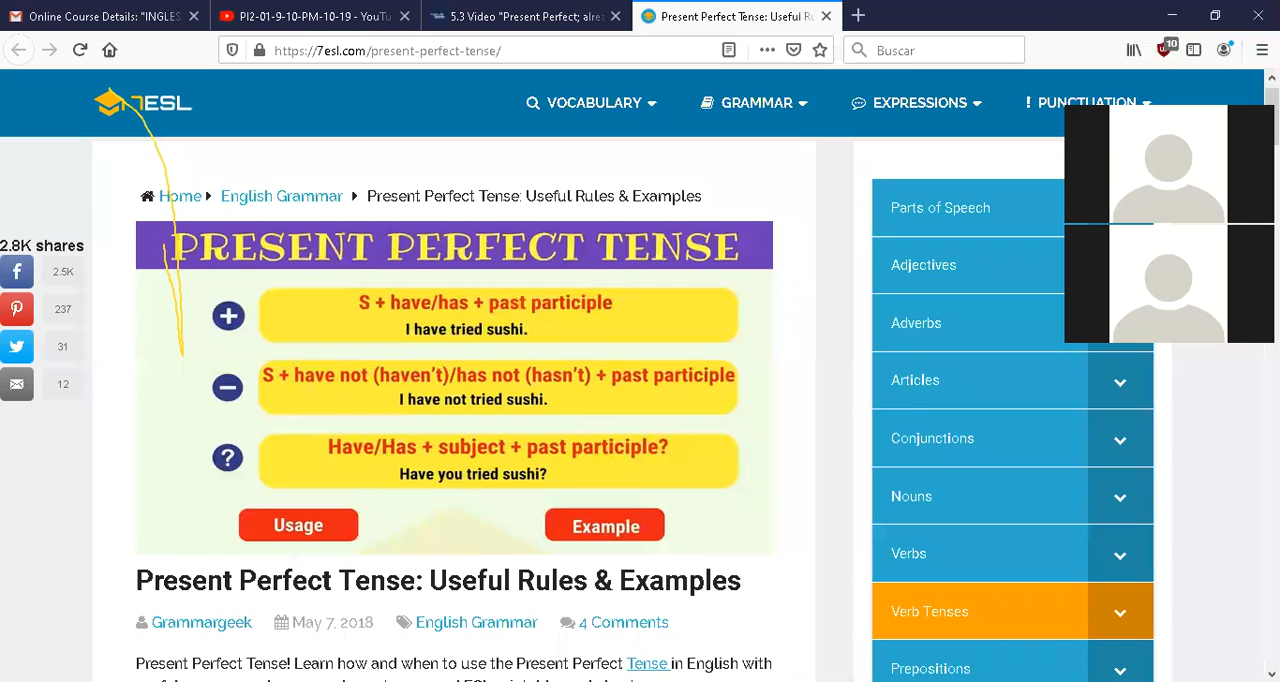 Online Course Details: "INGLES
PI2-01-9-10-PM-10-19 - YouTu
5.3 Video "Present Perfect; alrea
Present Perfect Tense: Useful Ru
https://7esl.com/present-perfect-tense/
Buscar
10
7ESL
VOCABULARY
GRAMMAR
EXPRESSIONS
PUNCTUATION
Home
English Grammar
Present Perfect Tense: Useful Rules & Examples
2.8K shares
2.5K
237
31
12
PRESENT PERFECT TENSE
S + have/has + past participle
I have tried sushi.
S + have not (haven't)/has not (hasn't) + past participle
I have not tried sushi.
Have/Has + subject + past participle?
Have you tried sushi?
Usage
Example
Present Perfect Tense: Useful Rules & Examples
Grammargeek
May 7, 2018
English Grammar
4 Comments
Present Perfect Tense! Learn how and when to use the Present Perfect Tense in English with
Parts of Speech
Adjectives
Adverbs
Articles
Conjunctions
Nouns
Verbs
Verb Tenses
Prepositions